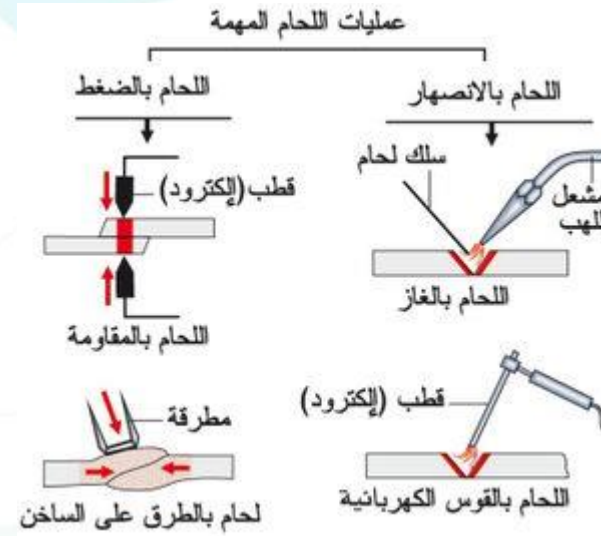 عمليات اللحام المهمة
اللحام بالانصهار
اللحام بالضغط
سلك لحام
مشعل
اللهب
اللحام بالغاز
قطب (إلكترود)
اللحام بالمقاومة
قطب (إلكترود)
اللحام بالقوس الكهربائية
مطرقة
لحام بالطرق على الساخن